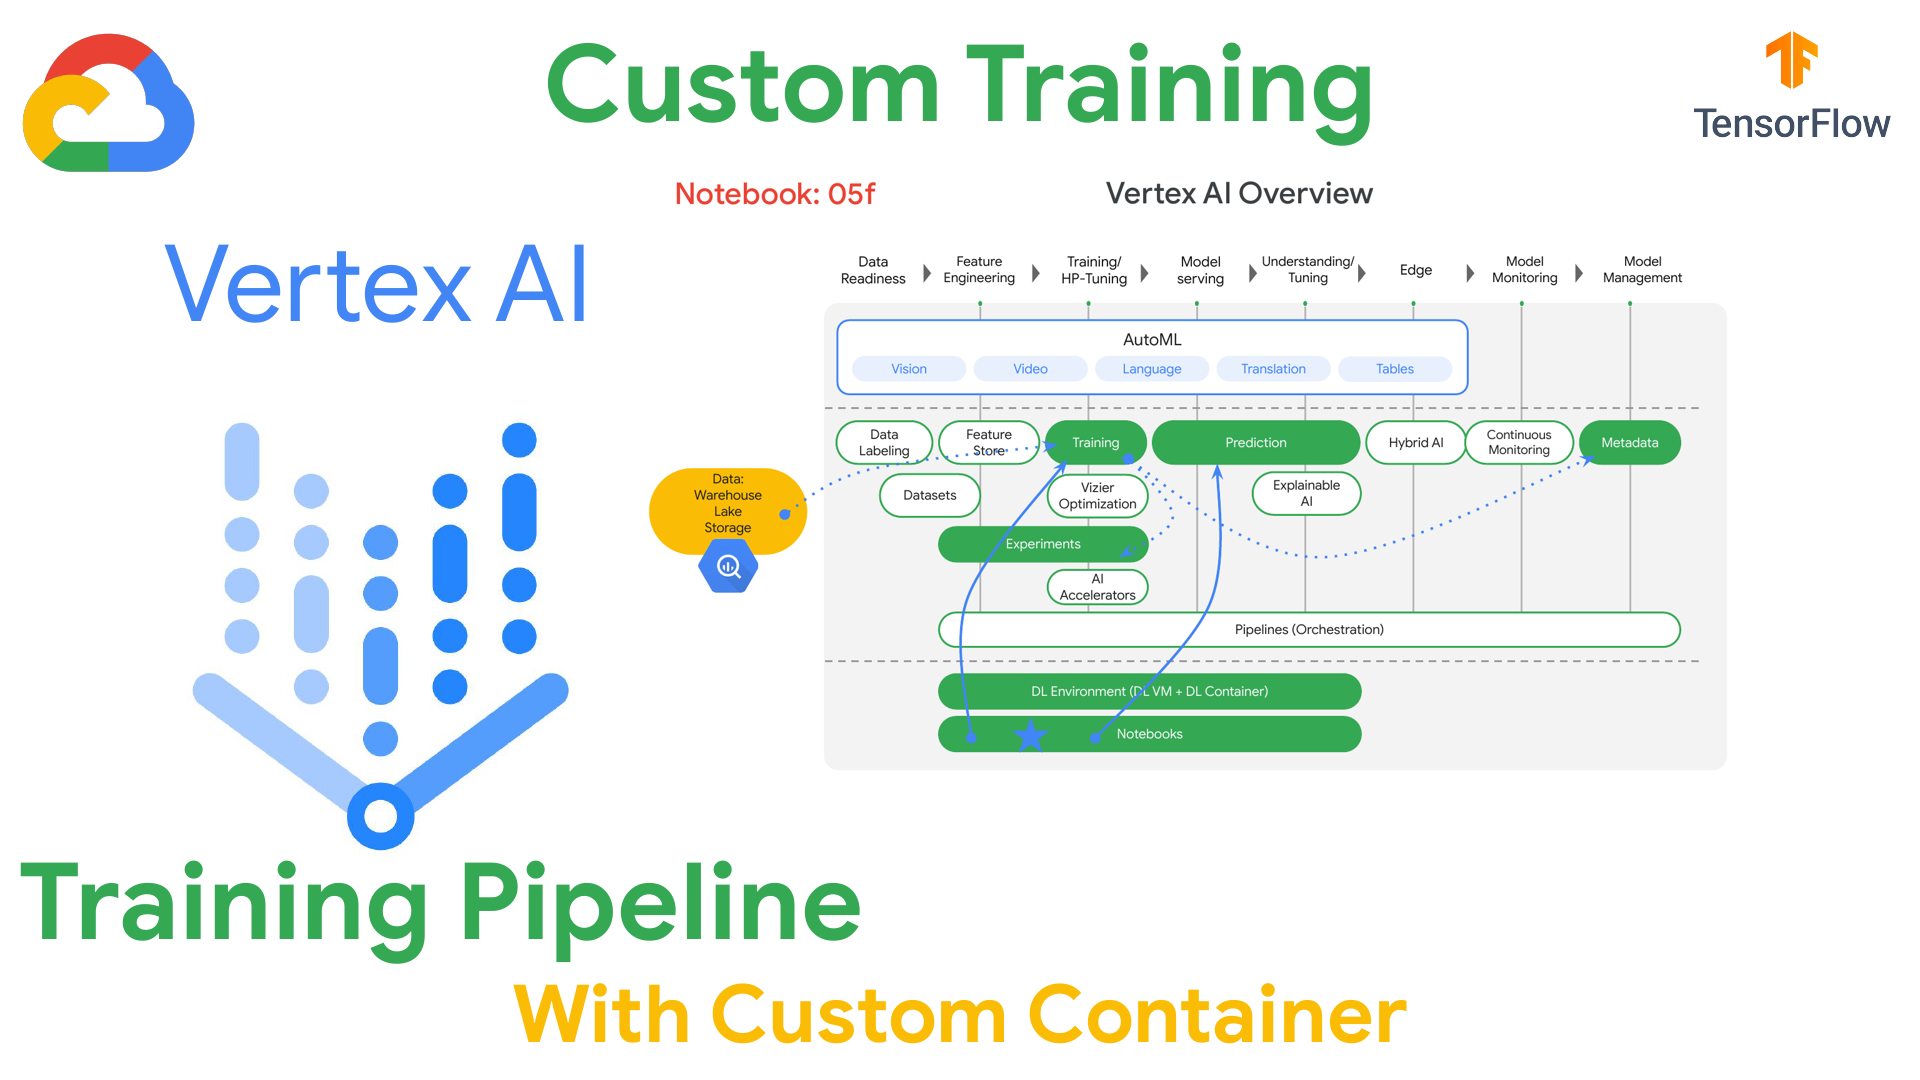 Custom Training
TensorFlow
Notebook: 05f
Vertex AI Overview
Vertex AI
Data
Readiness
Feature
Engineering
Training/
HP-Tuning
Model
serving
Understanding/
Tuning
Edge
Model
Monitoring
Model
Management
AutoML
Vision
Video
Language
Translation
Tables
Data
Labeling
Feature
Store
Training
Prediction
Hybrid AI
Continuous
Monitoring
Metadata
Data:
Warehouse
Lake
Storage
Datasets
Vizier
Optimization
Explainable
AI
Experiments
AI
Accelerators
Pipelines (Orchestration)
DL Environment (DL VM + DL Container)
Notebooks
Training Pipeline
With Custom Container